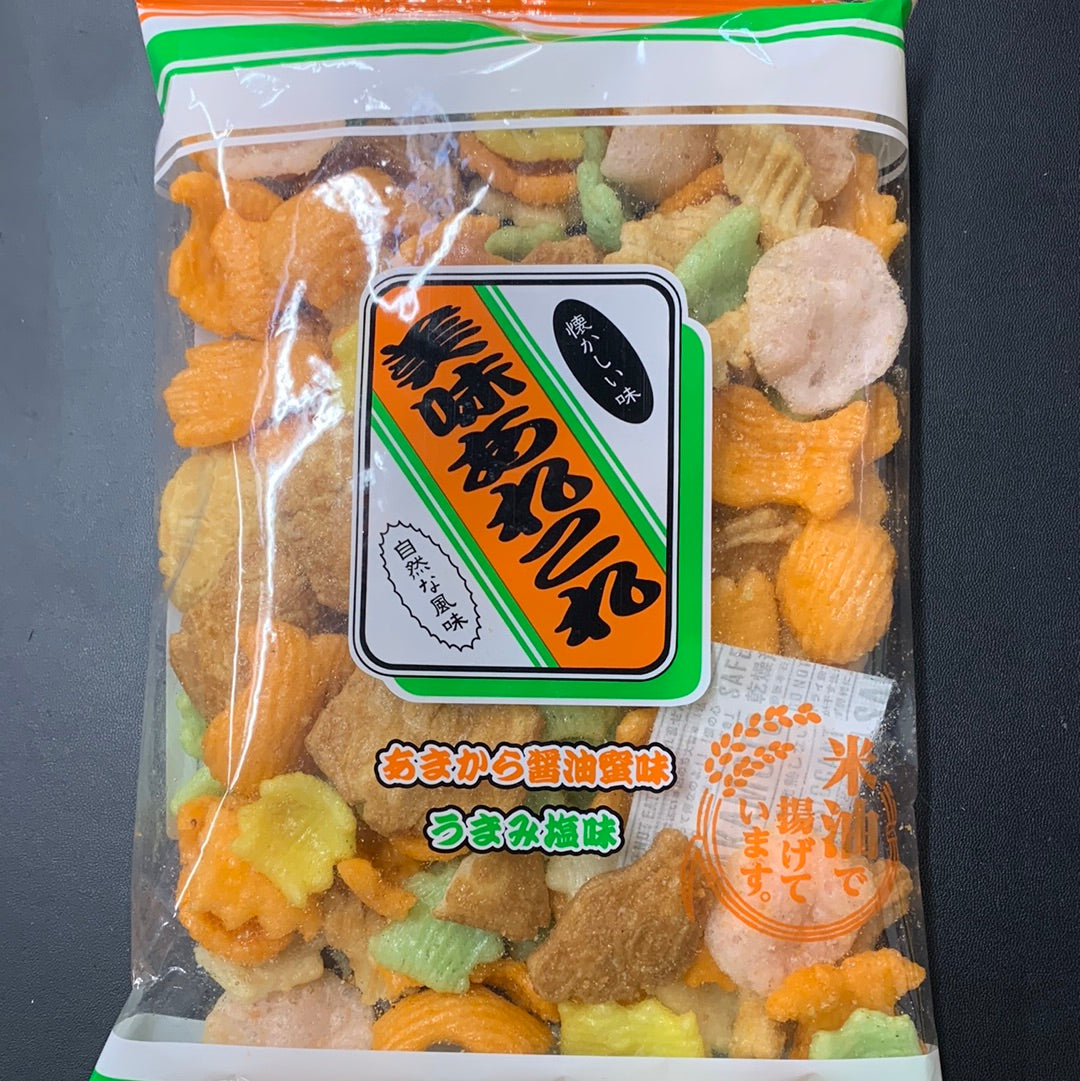 懐かしい味
美味あれこれ
自然な風味
あまから醤油蟹味
うまみ塩味
米油で
揚げて
います。